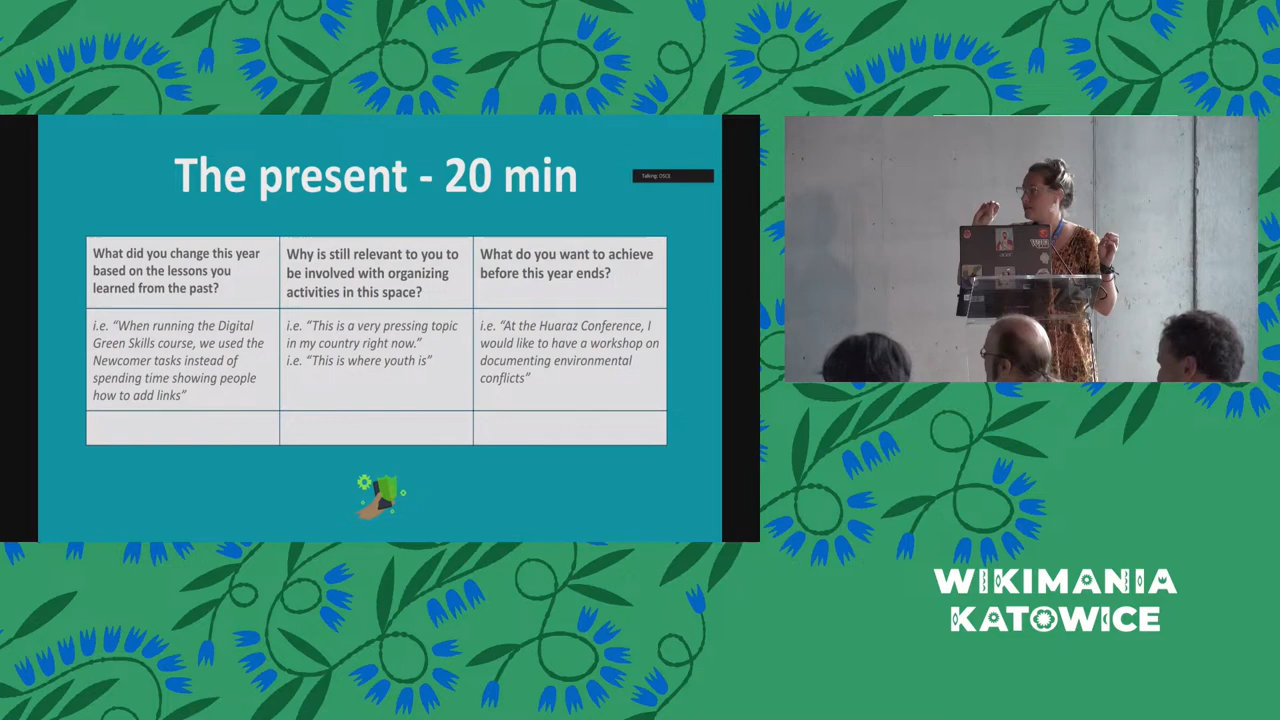 The present - 20 min
Talking: DSCE
What did you change this year
based on the lessons you
learned from the past?
Why is still relevant to you to
be involved with organizing
activities in this space?
What do you want to achieve
before this year ends?
i.e. “When running the Digital
Green Skills course, we used the
Newcomer tasks instead of
spending time showing people
how to add links”
i.e. “This is a very pressing topic
in my country right now.”
i.e. “This is where youth is”
i.e. “At the Huaraz Conference, I
would like to have a workshop on
documenting environmental
conflicts”
acer
WIKIMANIA
KATOWICE